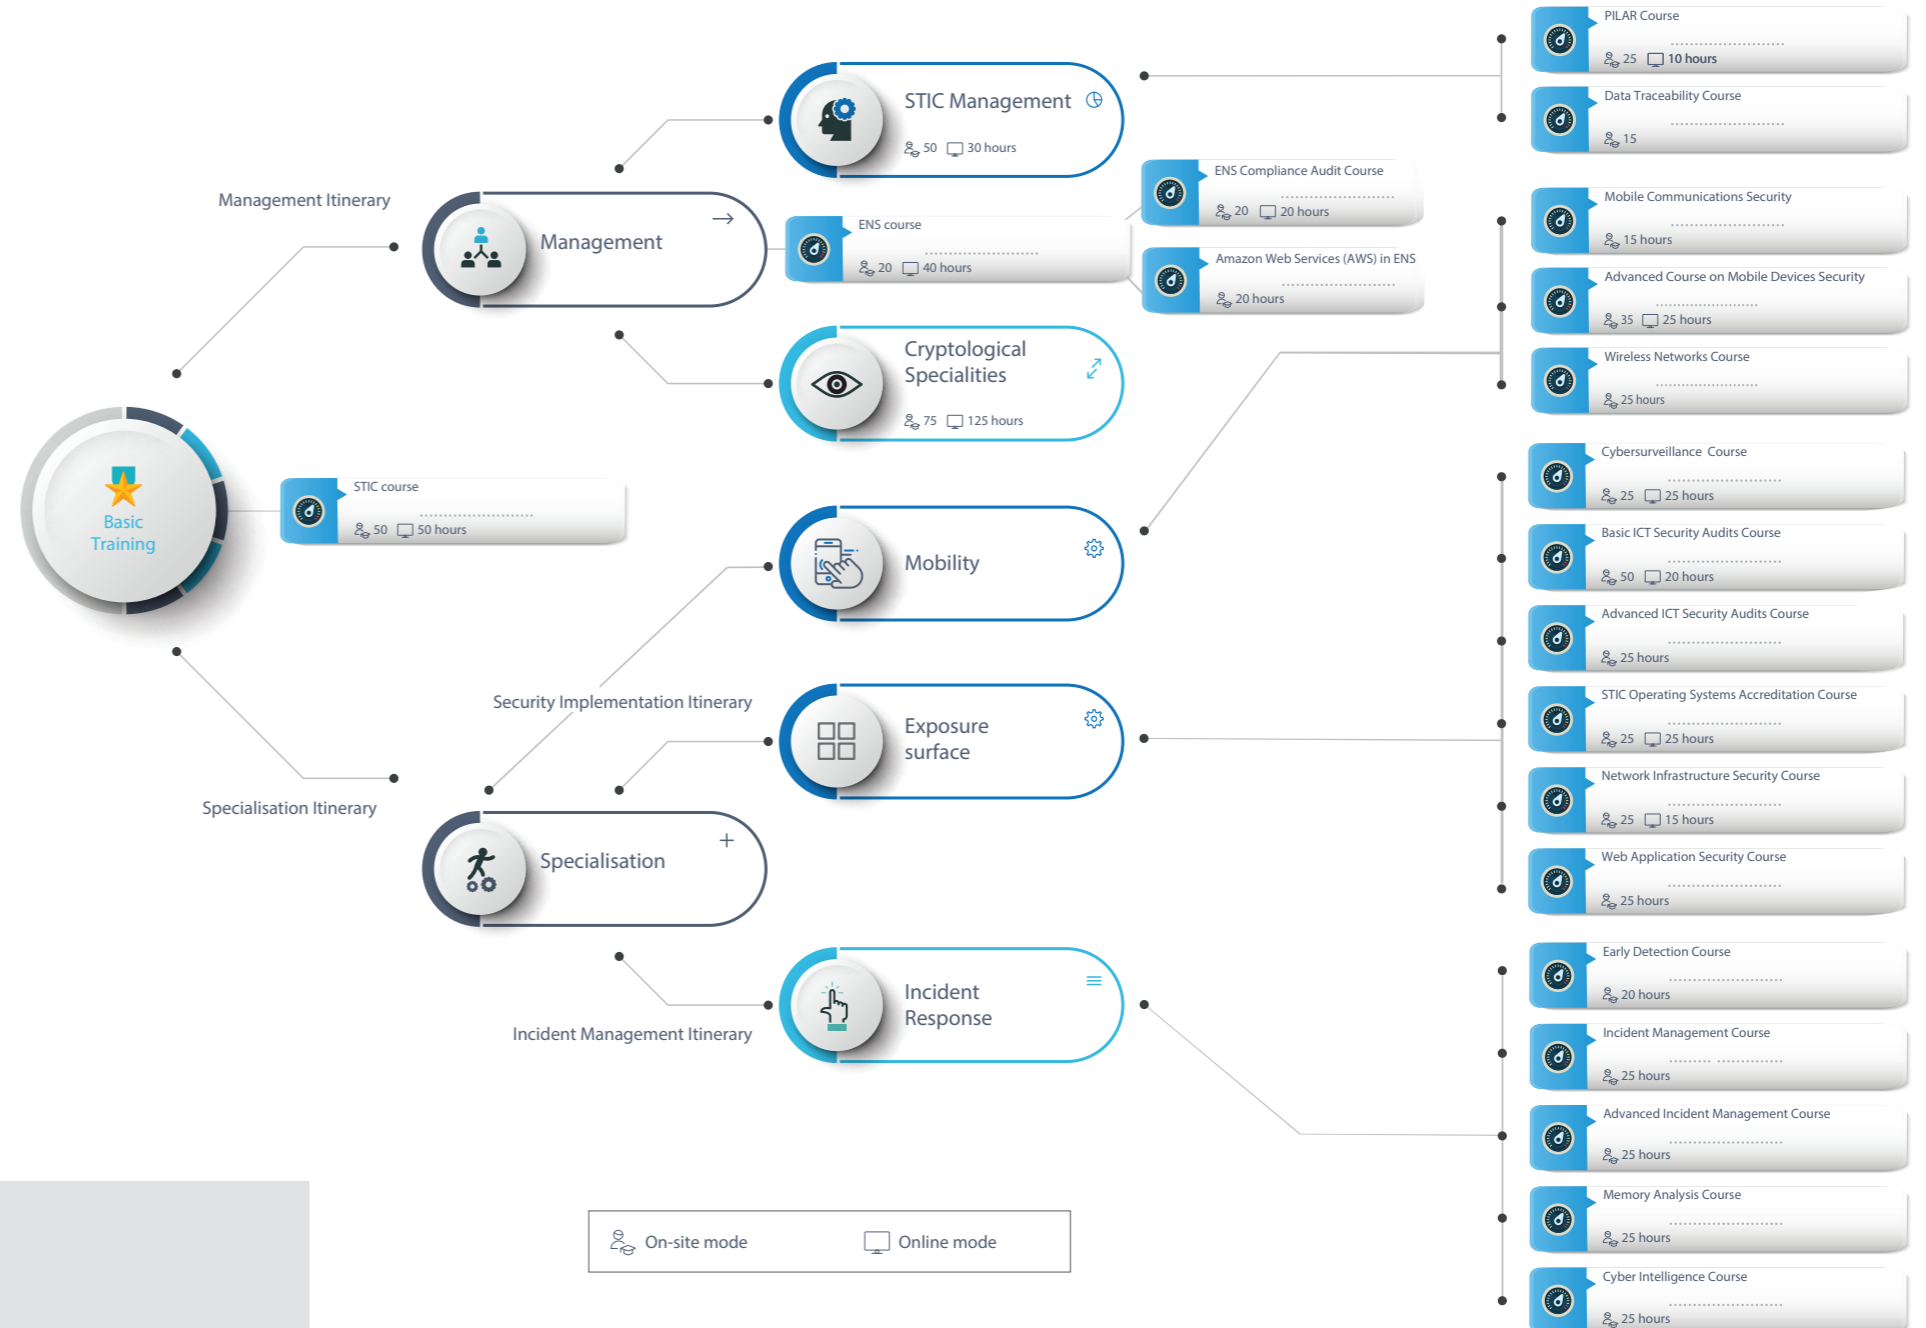 Basic
Training
STIC course
50 50 hours
Management Itinerary
Management
STIC Management
50 30 hours
ENS course
20 40 hours
ENS Compliance Audit Course
20 20 hours
Amazon Web Services (AWS) in ENS
20 hours
Cryptological
Specialities
75 125 hours
PILAR Course
25 10 hours
Data Traceability Course
15
Specialisation Itinerary
Specialisation
Security Implementation Itinerary
Mobility
Mobile Communications Security
15 hours
Advanced Course on Mobile Devices Security
35 25 hours
Wireless Networks Course
25 hours
Exposure
surface
Cybersurveillance Course
25 25 hours
Basic ICT Security Audits Course
50 20 hours
Advanced ICT Security Audits Course
25 hours
STIC Operating Systems Accreditation Course
25 25 hours
Network Infrastructure Security Course
25 15 hours
Web Application Security Course
25 hours
Incident Management Itinerary
Incident
Response
Early Detection Course
20 hours
Incident Management Course
25 hours
Advanced Incident Management Course
25 hours
Memory Analysis Course
25 hours
Cyber Intelligence Course
25 hours
On-site mode
Online mode